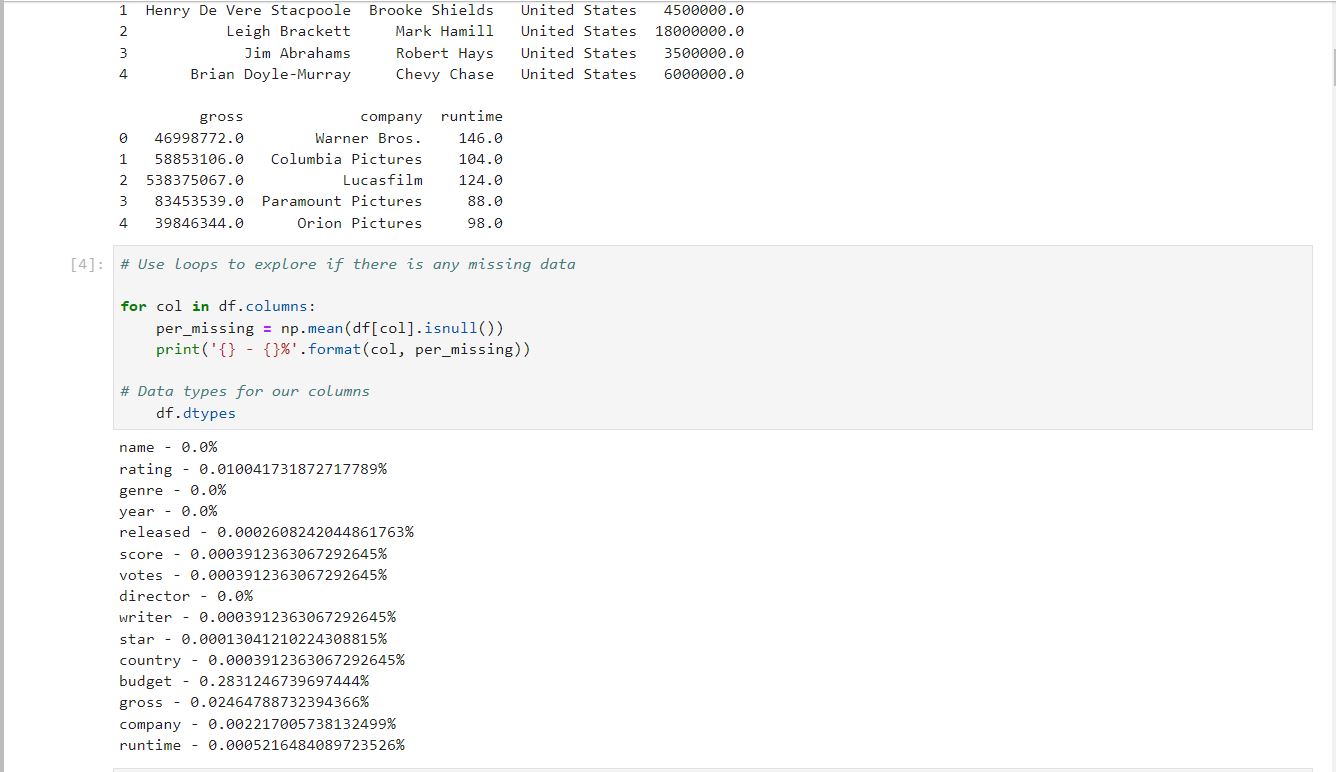 1 Henry De Vere Stacpoole Brooke Shields United States 4500000.0
2 Leigh Brackett Mark Hamill United States 18000000.0
3 Jim Abrahams Robert Hays United States 3500000.0
4 Brian Doyle-Murray Chevy Chase United States 6000000.0
gross company runtime
0 46998772.0 Warner Bros. 146.0
1 58853106.0 Columbia Pictures 104.0
2 538375067.0 Lucasfilm 124.0
3 83453539.0 Paramount Pictures 88.0
4 39846344.0 Orion Pictures 98.0
[4]: # Use loops to explore if there is any missing data
for col in df.columns:
    per_missing = np.mean(df[col].isnull())
    print('{} - {}%'.format(col, per_missing))
# Data types for our columns
    df.dtypes
name - 0.0%
rating - 0.010041731872717789%
genre - 0.0%
year - 0.0%
released - 0.0002608242044861763%
score - 0.0003912363067292645%
votes - 0.0003912363067292645%
director - 0.0%
writer - 0.0003912363067292645%
star - 0.00013041210224308815%
country - 0.0003912363067292645%
budget - 0.2831246739697444%
gross - 0.02464788732394366%
company - 0.002217005738132499%
runtime - 0.0005216484089723526%